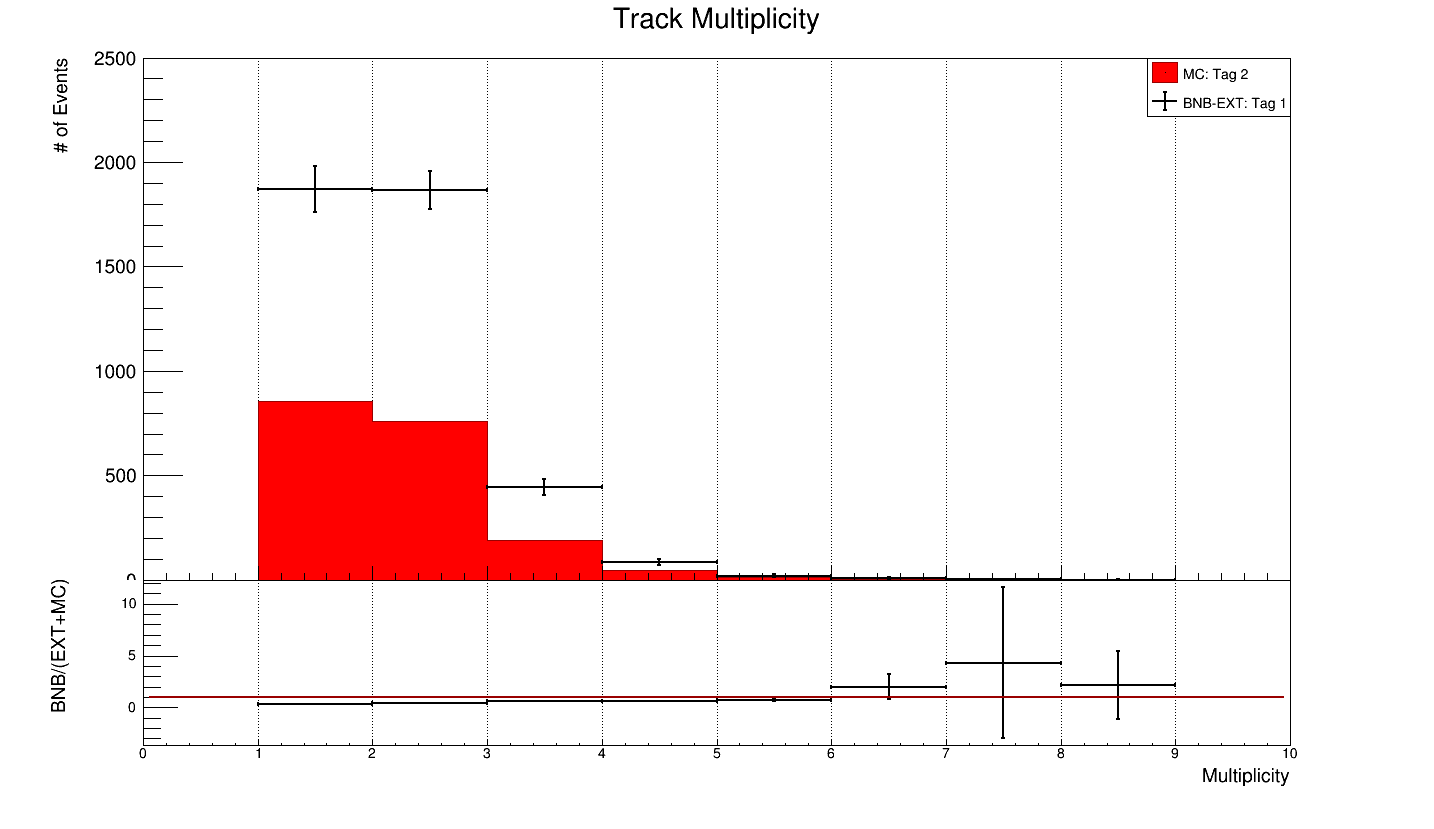 Track Multiplicity
# of Events
2500
2000
1500
1000
500
0
MC: Tag 2
BNB-EXT: Tag 1
BNB/(EXT+MC)
10
5
0
0 1 2 3 4 5 6 7 8 9 10
Multiplicity